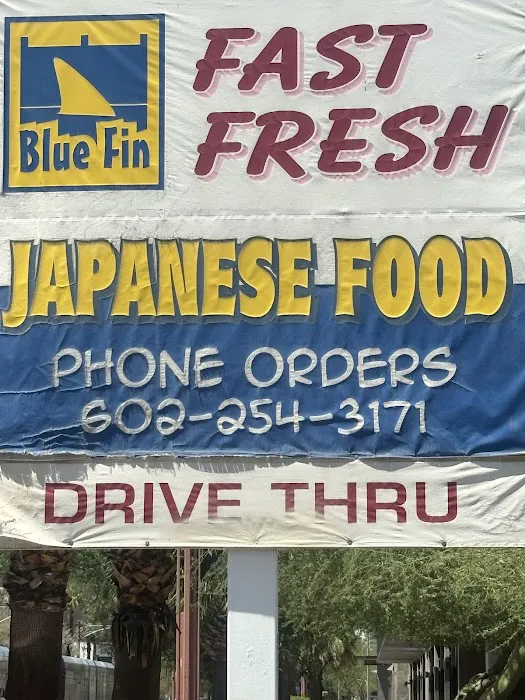 Blue Fin
FAST
FRESH
JAPANESE FOOD
PHONE ORDERS
602-254-3171
DRIVE THRU